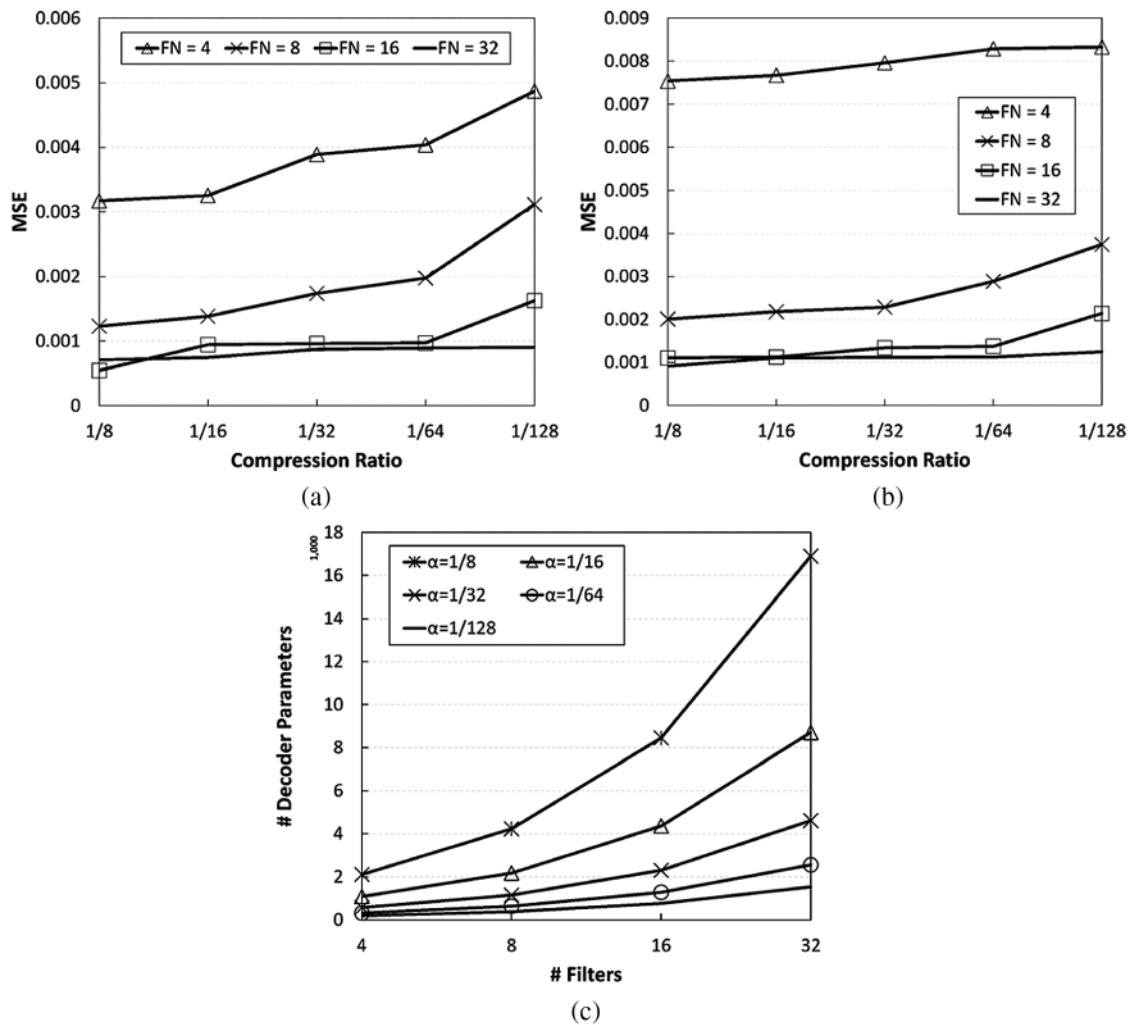 0.006
0.005
0.004
0.003
0.002
0.001
0
MSE
FN = 4 FN = 8 FN = 16 FN = 32
1/8 1/16 1/32 1/64 1/128
Compression Ratio
(a)
0.009
0.008
0.007
0.006
0.005
0.004
0.003
0.002
0.001
0
MSE
FN = 4
FN = 8
FN = 16
FN = 32
1/8 1/16 1/32 1/64 1/128
Compression Ratio
(b)
1,000
18
16
14
12
10
8
6
4
2
0
# Decoder Parameters
α=1/8 α=1/16
α=1/32 α=1/64
α=1/128
4 8 16 32
# Filters
(c)